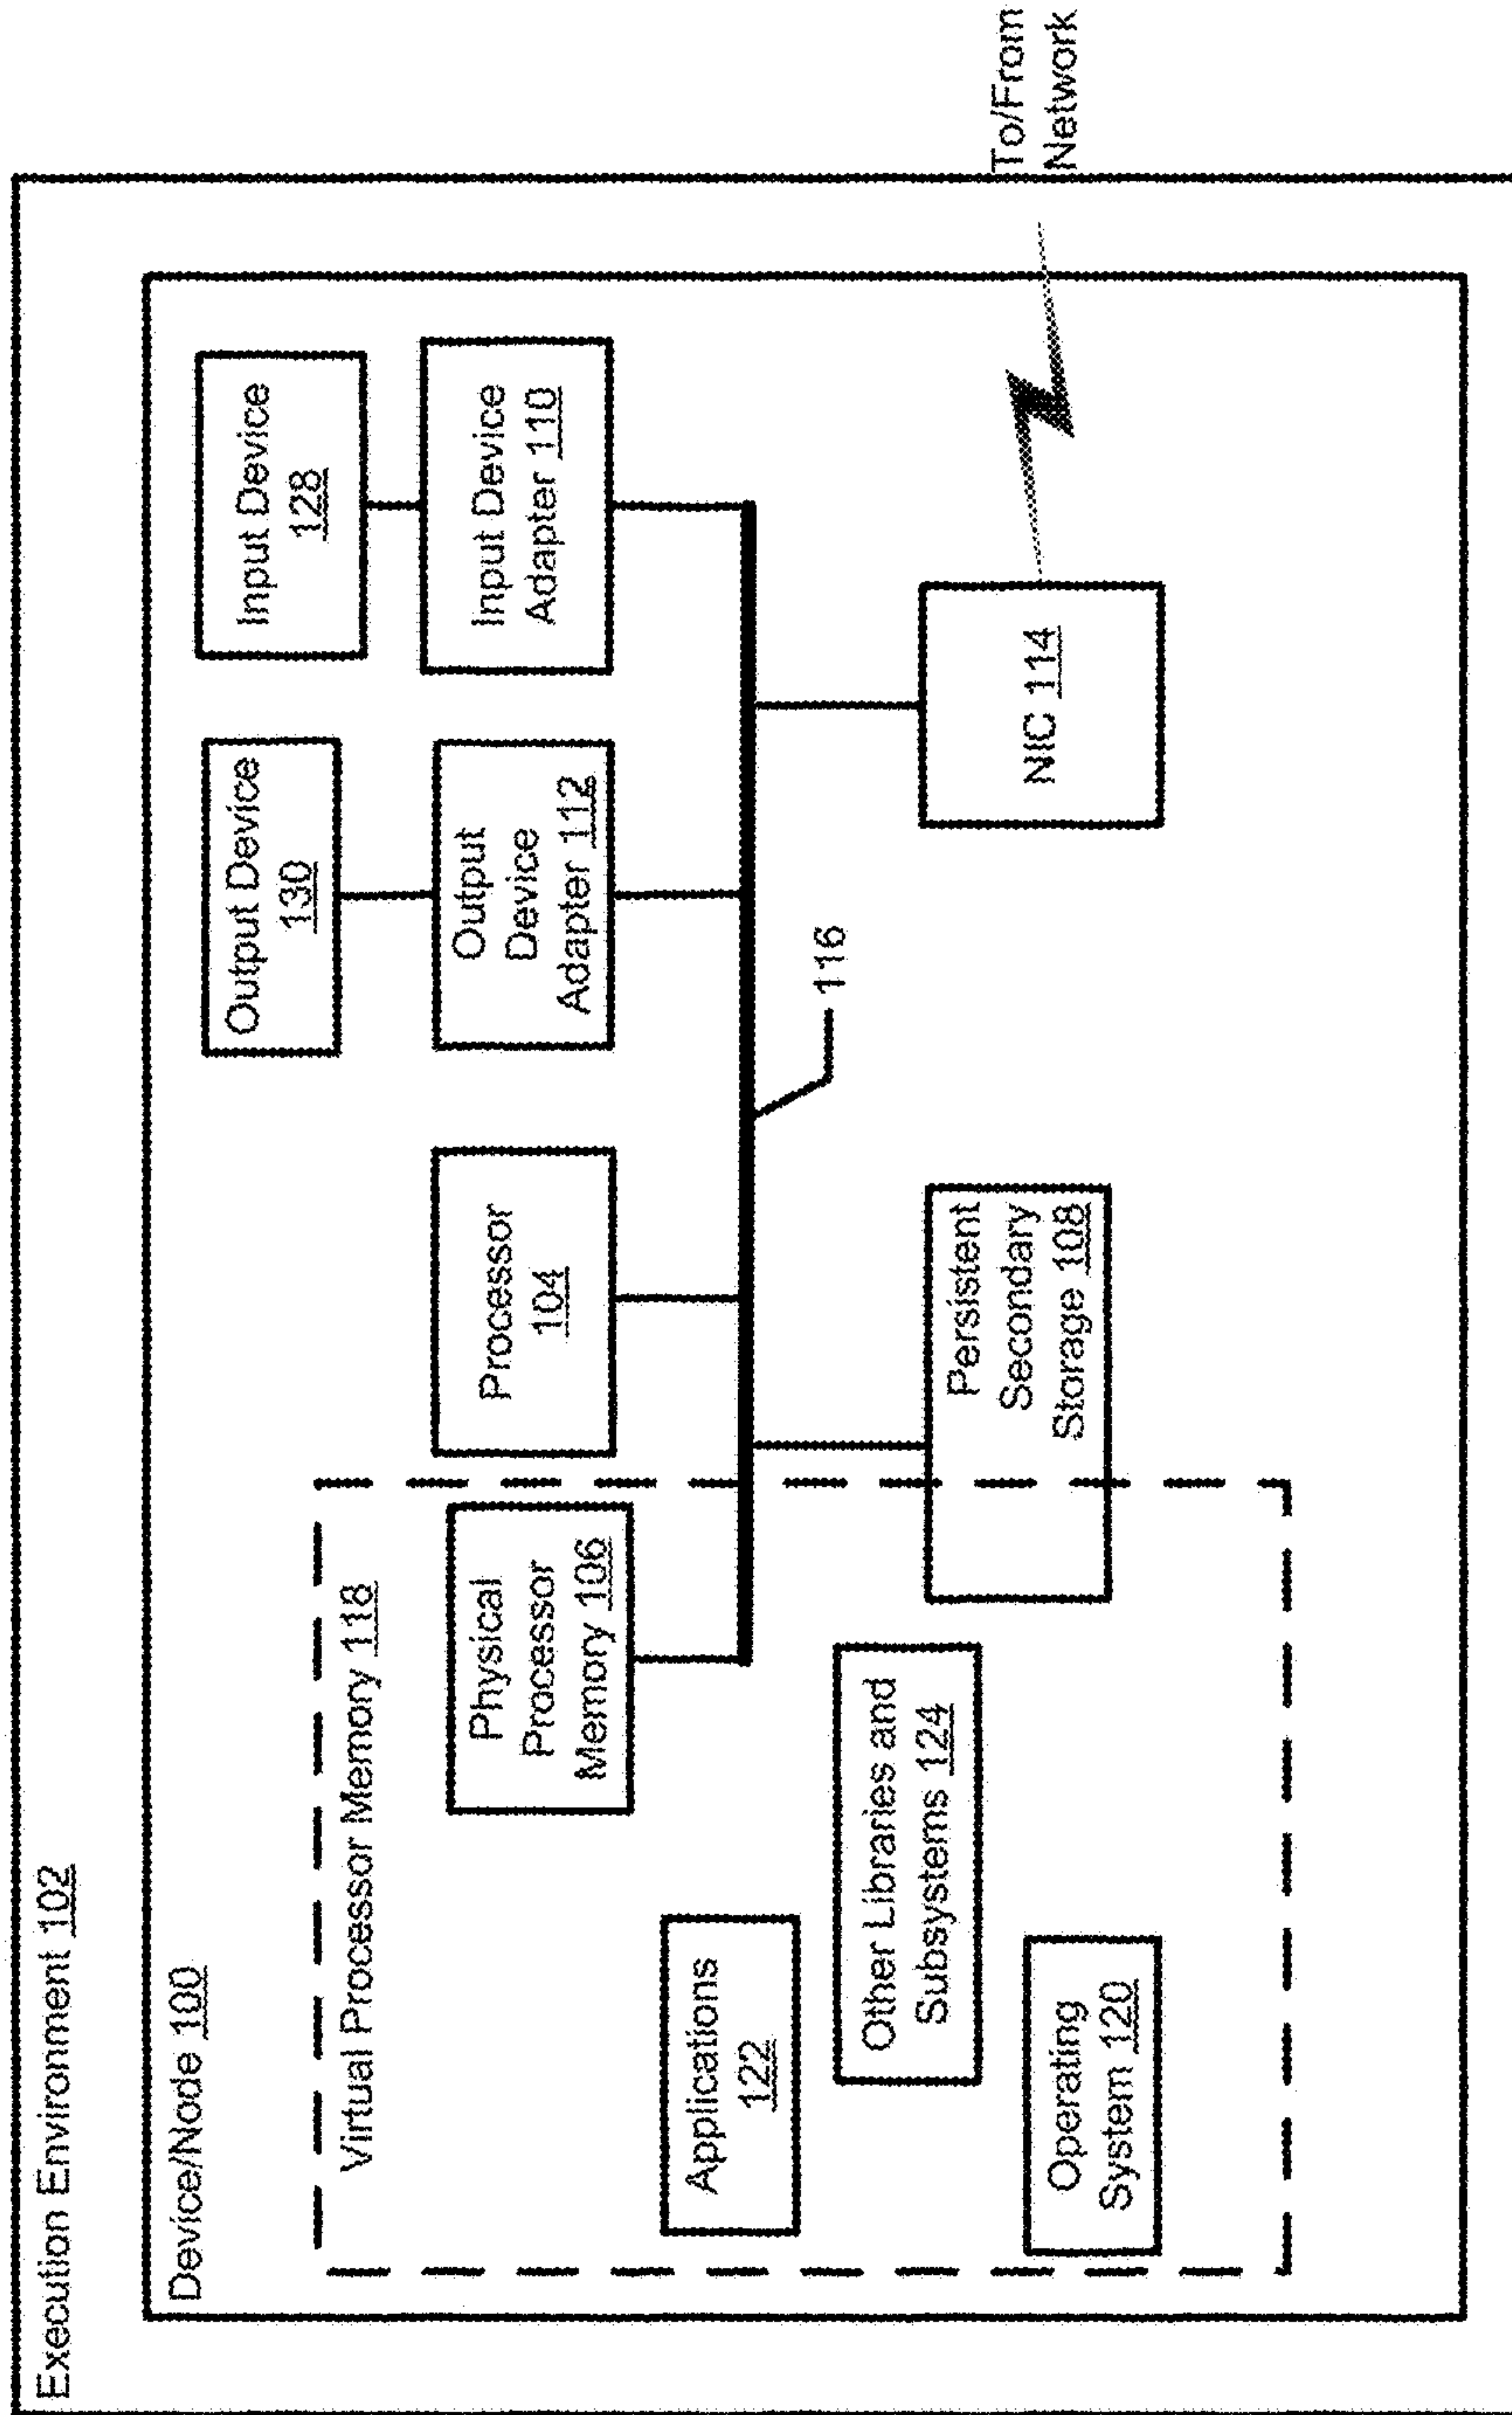 Execution Environment 102
Device/Node 100
Virtual Processor Memory 118
Physical
Processor
Memory 106
Processor
104
Output Device
130
Output
Device
Adapter 112
Input Device
128
Input Device
Adapter 110
Applications
122
Other Libraries and
Subsystems 124
Operating
System 120
Persistent
Secondary
Storage 108
116
NIC 114
To/From
Network